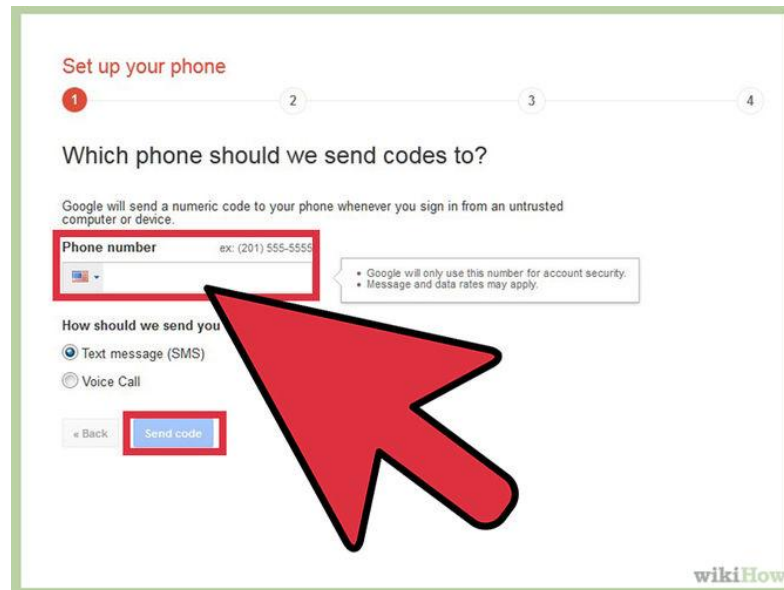 Set up your phone
1 2 3 4
Which phone should we send codes to?
Google will send a numeric code to your phone whenever you sign in from an untrusted
computer or device.
Phone number ex: (201) 555-5555
• Google will only use this number for account security.
• Message and data rates may apply.
How should we send you
Text message (SMS)
Voice Call
« Back Send code
wikiHow